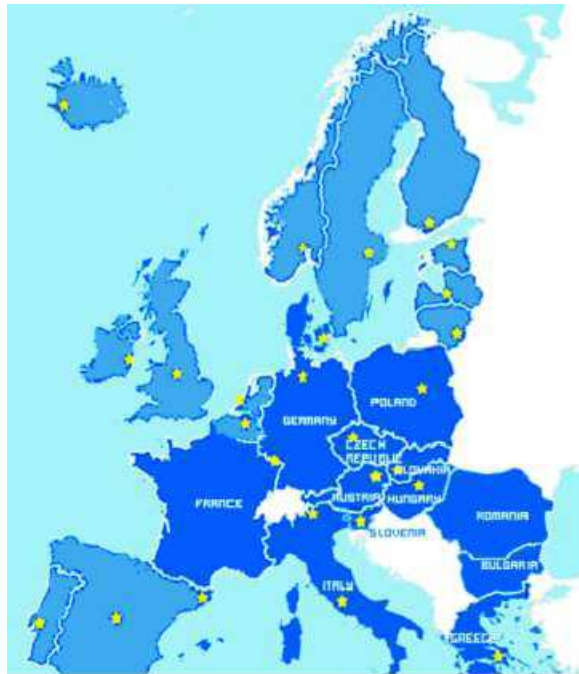 POLAND
GERMANY
CZECH
REPUBLIC
SLOVAKIA
AUSTRIA
HUNGARY
FRANCE
ROMANIA
SLOVENIA
BULGARIA
ITALY
GREECE